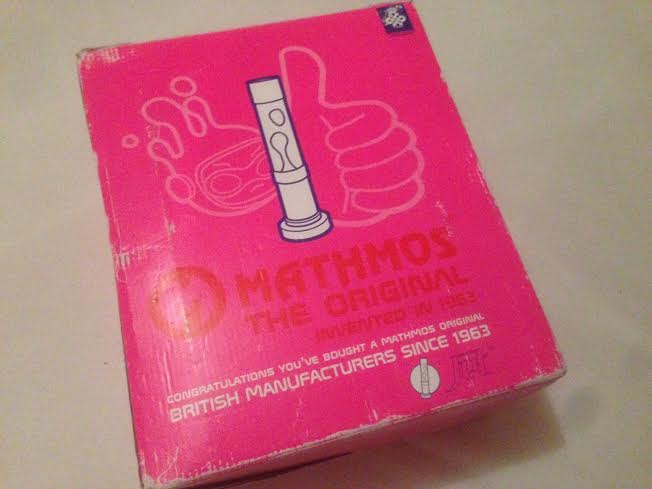 MATHMOS
THE ORIGINAL
INVENTED IN 1963
CONGRATULATIONS YOU'VE BOUGHT A MATHMOS ORIGINAL
BRITISH MANUFACTURERS SINCE 1963